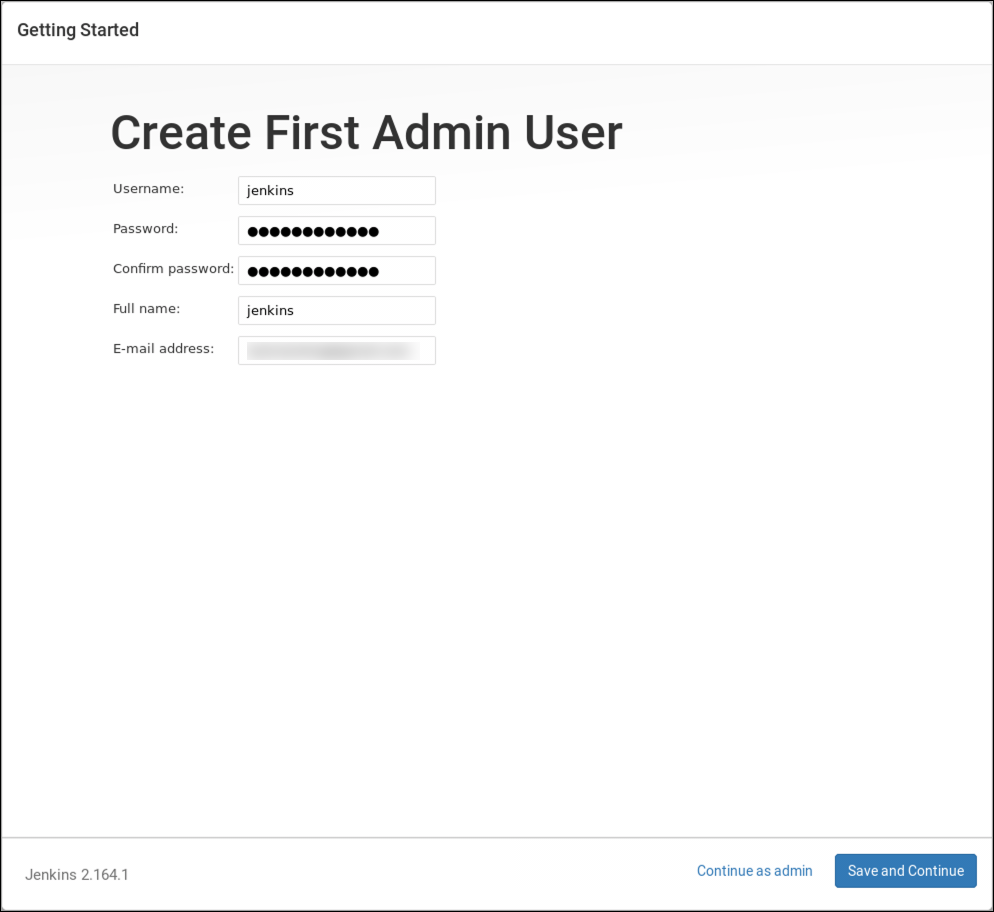 Getting Started
Create First Admin User
Username: jenkins
Password: ●●●●●●●●●●●●
Confirm password: ●●●●●●●●●●●●
Full name: jenkins
E-mail address:
Jenkins 2.164.1 Continue as admin Save and Continue